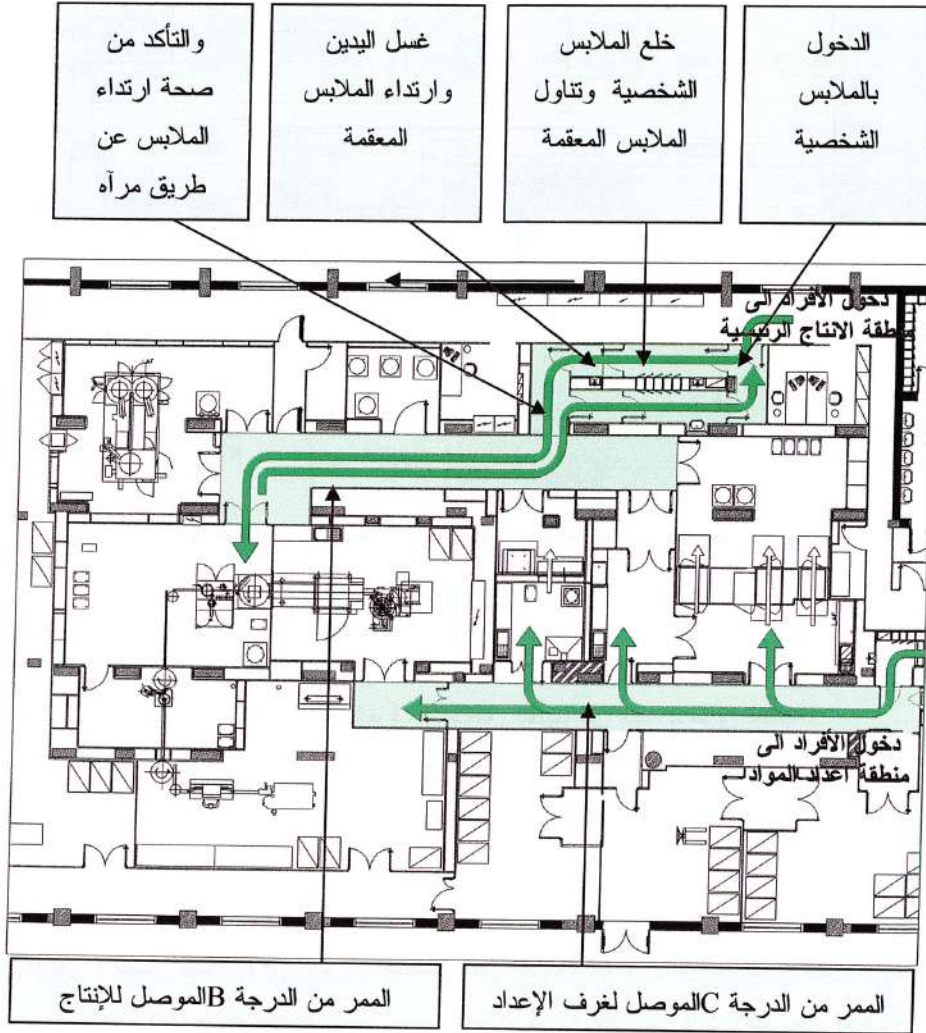 الدخول
بالملابس
الشخصية
خلع الملابس
الشخصية وتناول
الملابس المعقمة
غسل اليدين
وارتداء الملابس
المعقمة
والتأكد من
صحة ارتداء
الملابس عن
طريق مرآه
دخول الأفراد الى
منطقة الانتاج الرئيسية
دخول الأفراد الى
منطقة اعداد المواد
الممر من الدرجة Cالموصل لغرف الإعداد
الممر من الدرجة Bالموصل للإنتاج